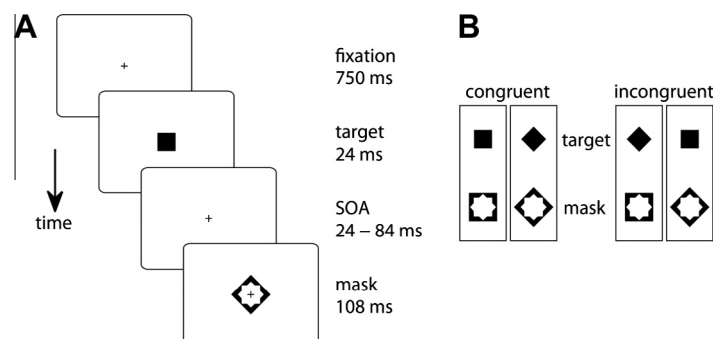 A
fixation
750 ms
target
24 ms
SOA
24 – 84 ms
mask
108 ms
time
B
congruent
incongruent
target
mask